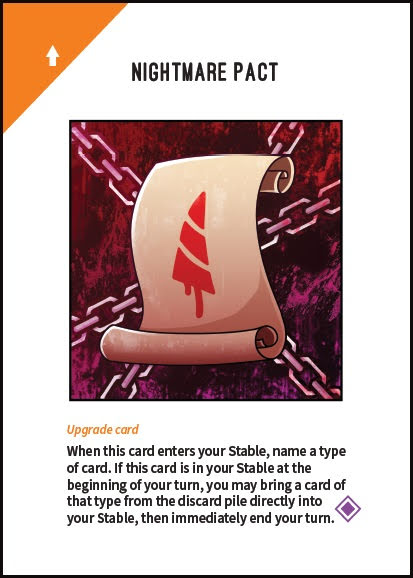 NIGHTMARE PACT
Upgrade card
When this card enters your Stable, name a type
of card. If this card is in your Stable at the
beginning of your turn, you may bring a card of
that type from the discard pile directly into
your Stable, then immediately end your turn.